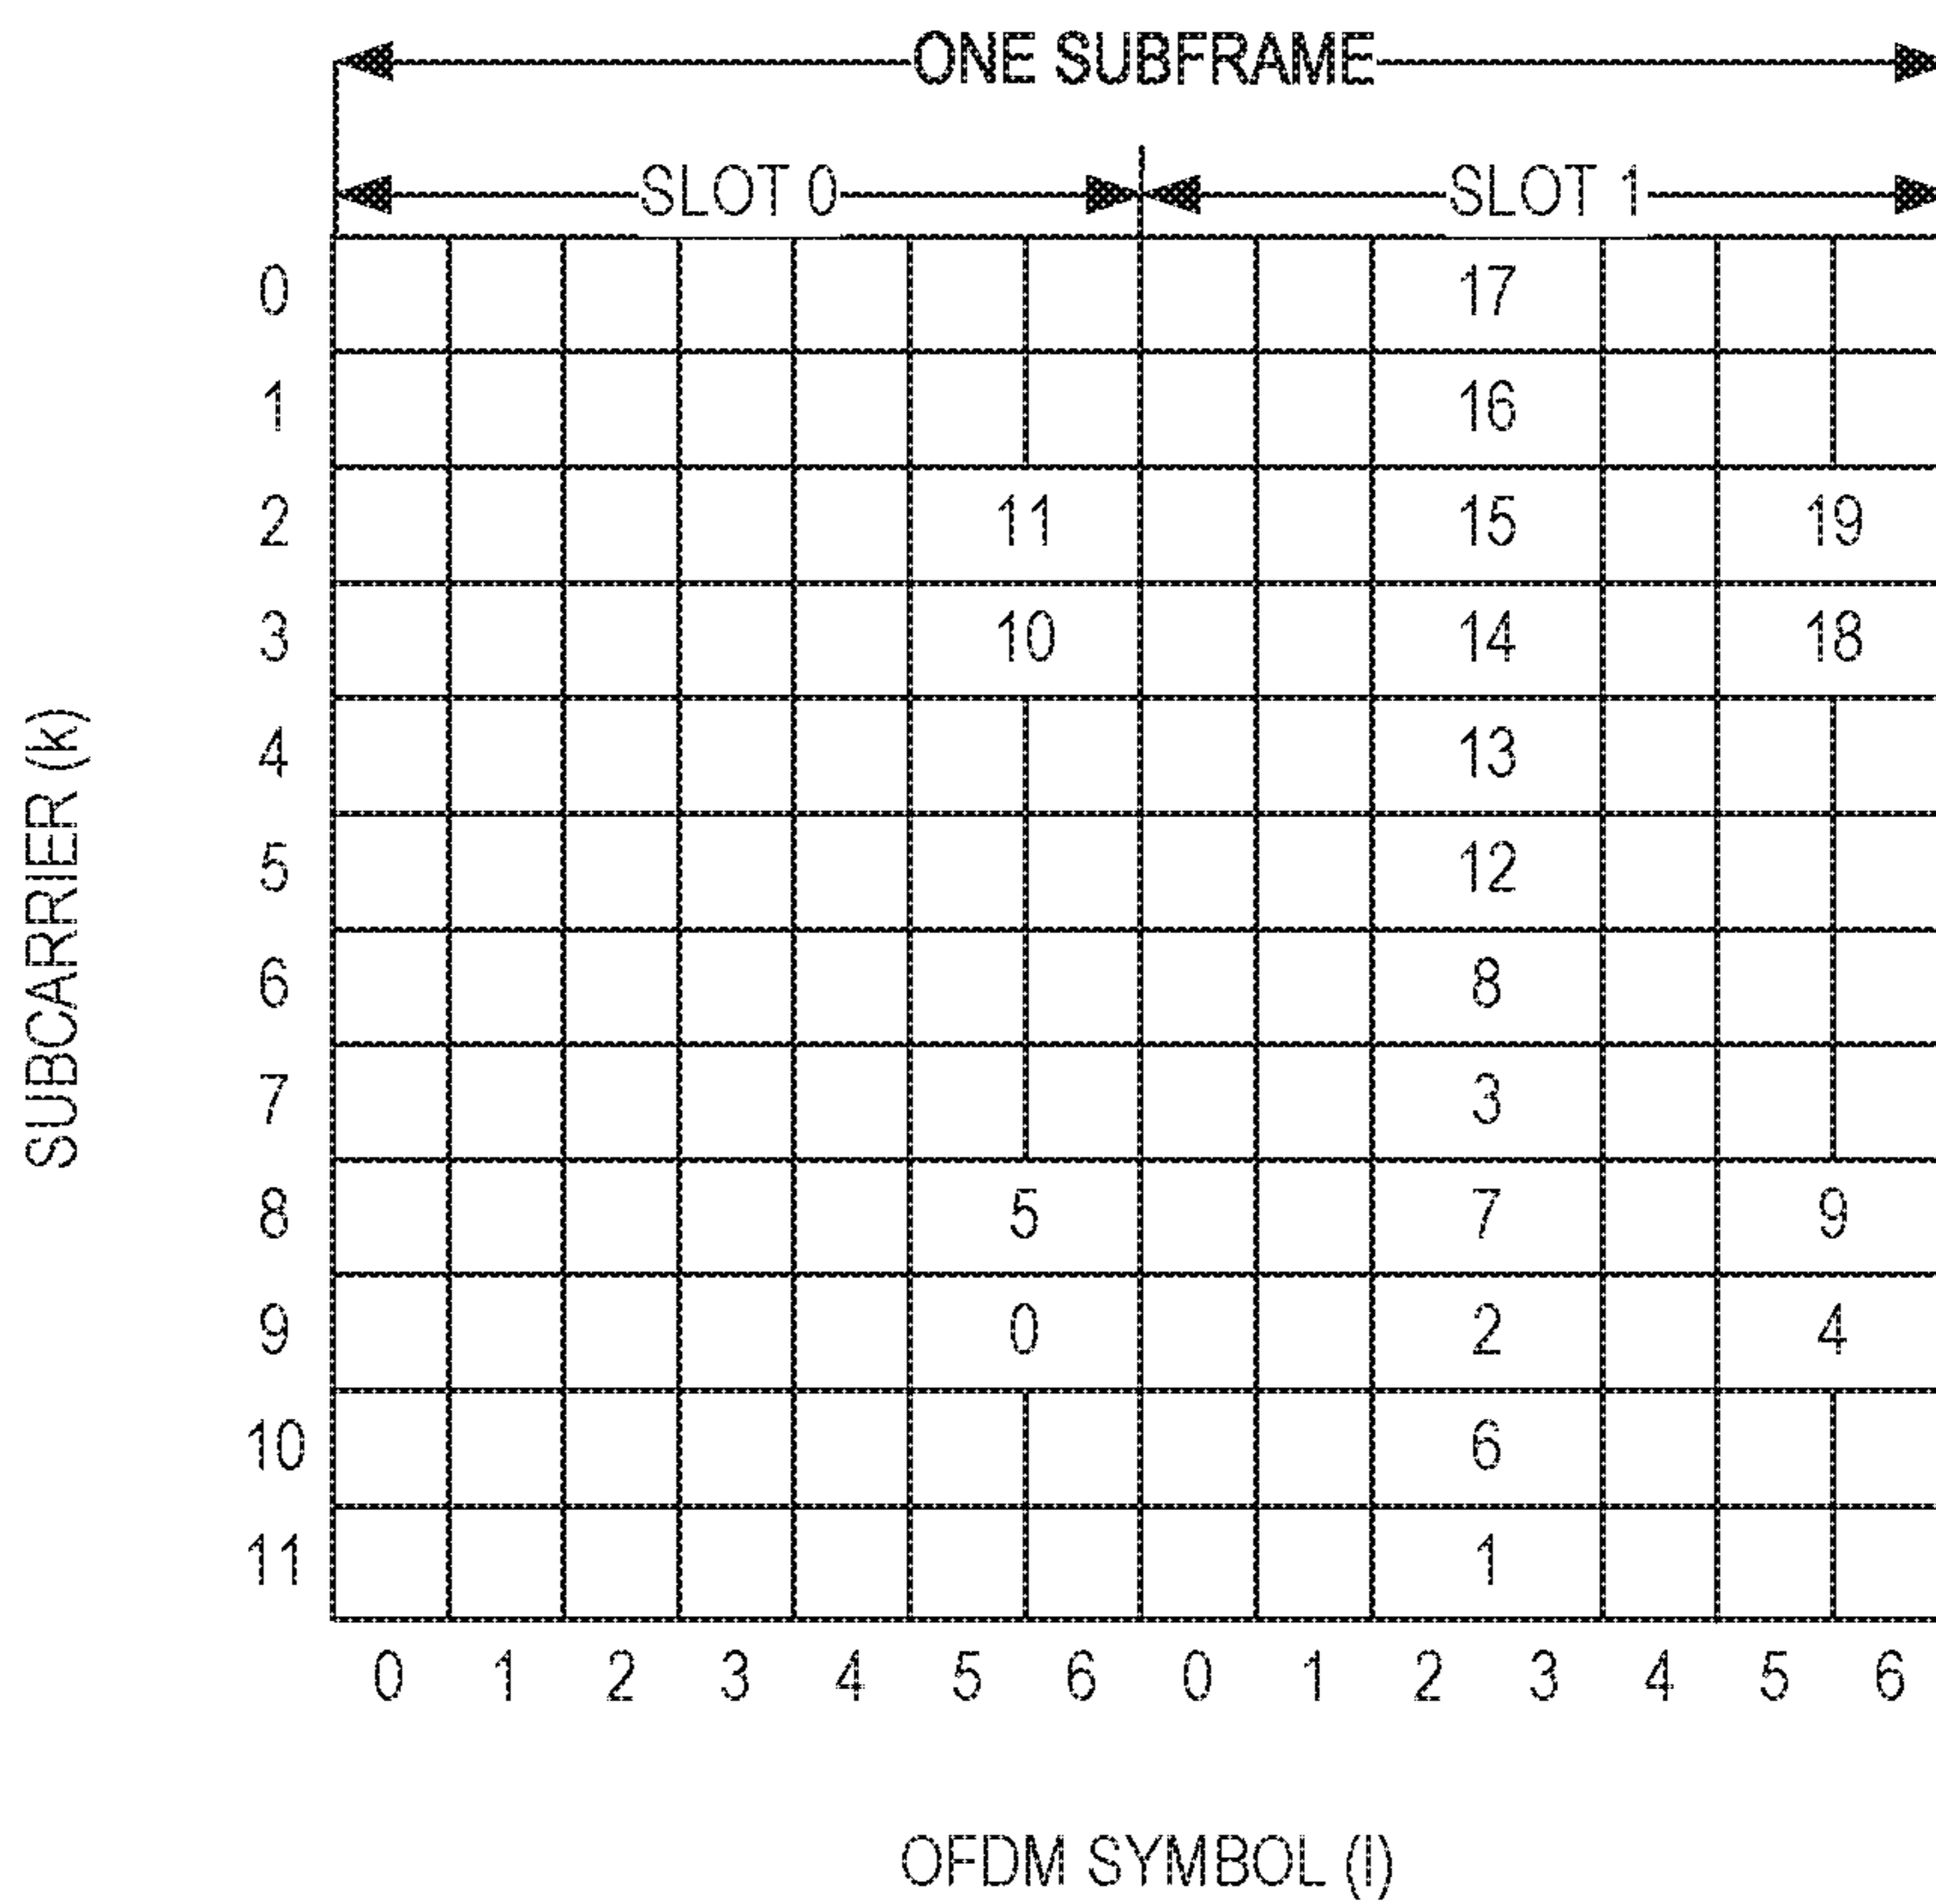 ONE SUBFRAME
SLOT 0 SLOT 1
SUBCARRIER (k)
0 17
1 16
2 11 15 19
3 10 14 18
4 13
5 12
6 8
7 3
8 5 7 9
9 0 2 4
10 6
11 1
0 1 2 3 4 5 6 0 1 2 3 4 5 6
OFDM SYMBOL (l)